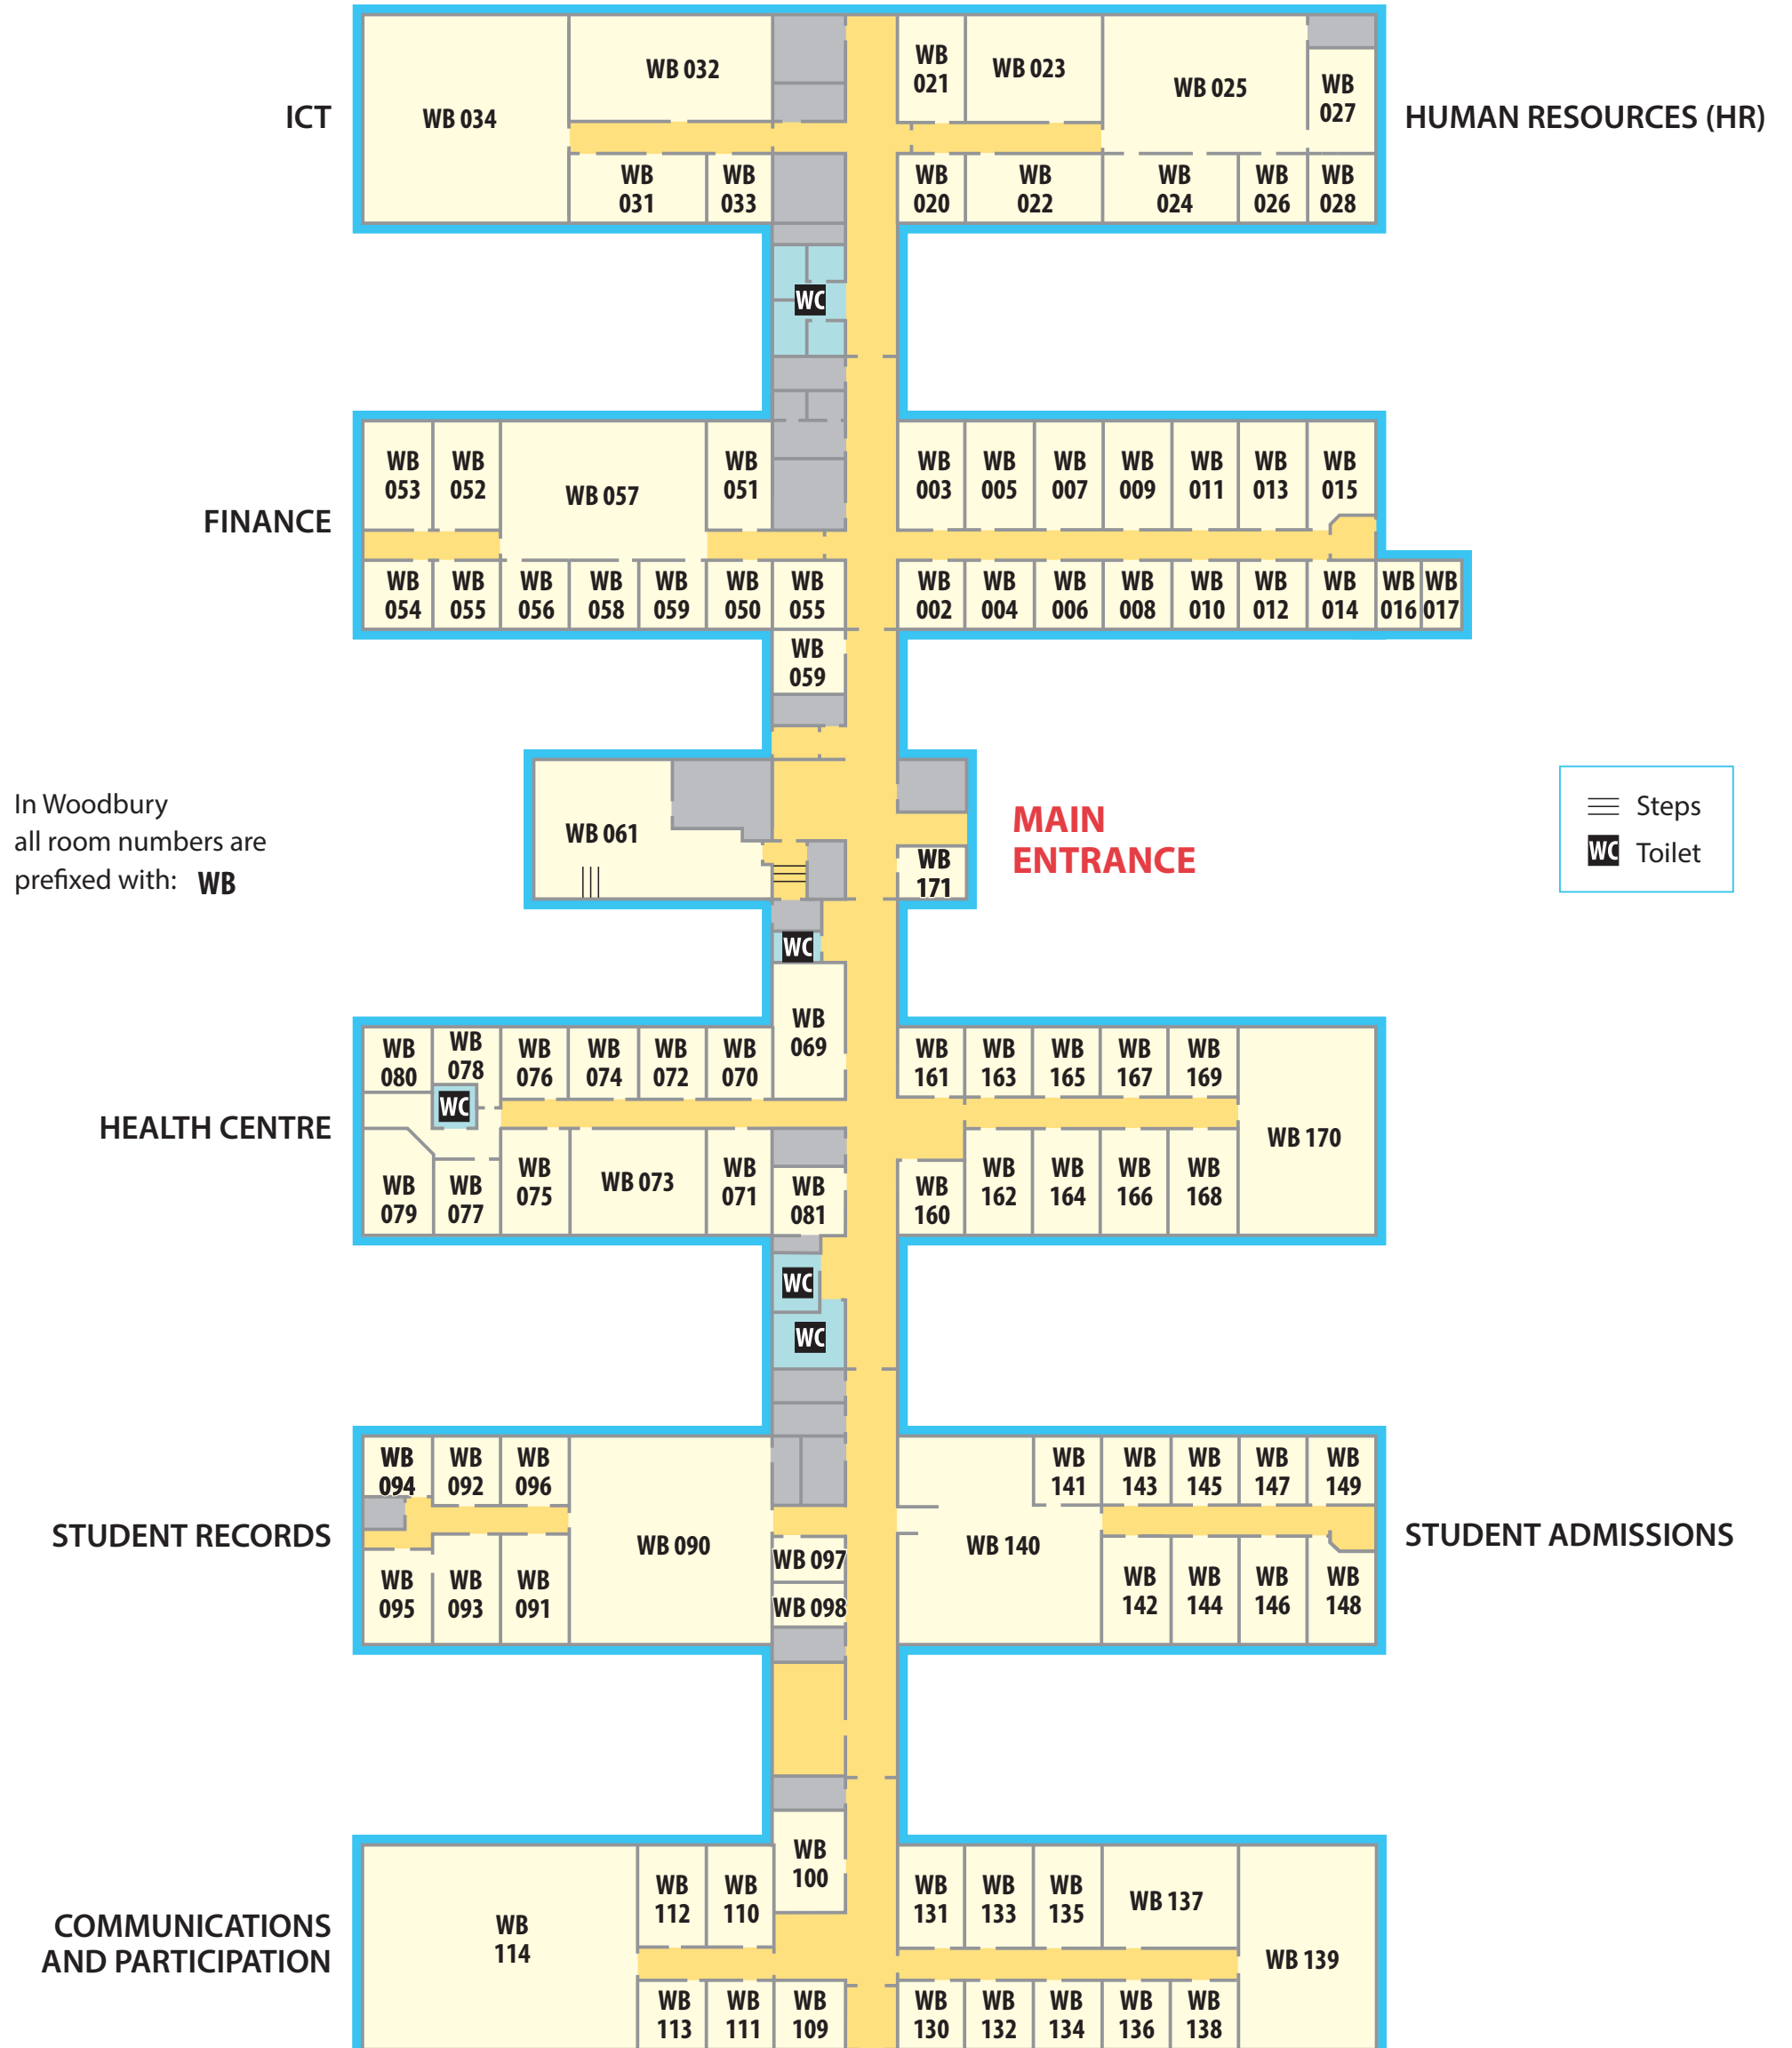 WB 034
WB 032
WB
021
WB 023
WB 025
WB
027
ICT
HUMAN RESOURCES (HR)
WB
031
WB
033
WB
020
WB
022
WB
024
WB
026
WB
028
WC
WB
053
WB
052
WB 057
WB
051
WB
003
WB
005
WB
007
WB
009
WB
011
WB
013
WB
015
FINANCE
WB
054
WB
055
WB
056
WB
058
WB
059
WB
050
WB
055
WB
002
WB
004
WB
006
WB
008
WB
010
WB
012
WB
014
WB
016
WB
017
WB
059
In Woodbury
all room numbers are
prefixed with: WB
WB 061
MAIN
ENTRANCE
WB
171
Steps
WC Toilet
WC
WB
069
WB
080
WB
078
WC
WB
076
WB
074
WB
072
WB
070
WB
161
WB
163
WB
165
WB
167
WB
169
HEALTH CENTRE
WB 170
WB
079
WB
077
WB
075
WB 073
WB
071
WB
081
WB
160
WB
162
WB
164
WB
166
WB
168
WC
WC
WB
094
WB
092
WB
096
WB
141
WB
143
WB
145
WB
147
WB
149
STUDENT RECORDS
WB 090
WB 097
WB 098
WB 140
STUDENT ADMISSIONS
WB
095
WB
093
WB
091
WB
142
WB
144
WB
146
WB
148
WB
100
COMMUNICATIONS
AND PARTICIPATION
WB
114
WB
112
WB
110
WB
131
WB
133
WB
135
WB 137
WB 139
WB
113
WB
111
WB
109
WB
130
WB
132
WB
134
WB
136
WB
138